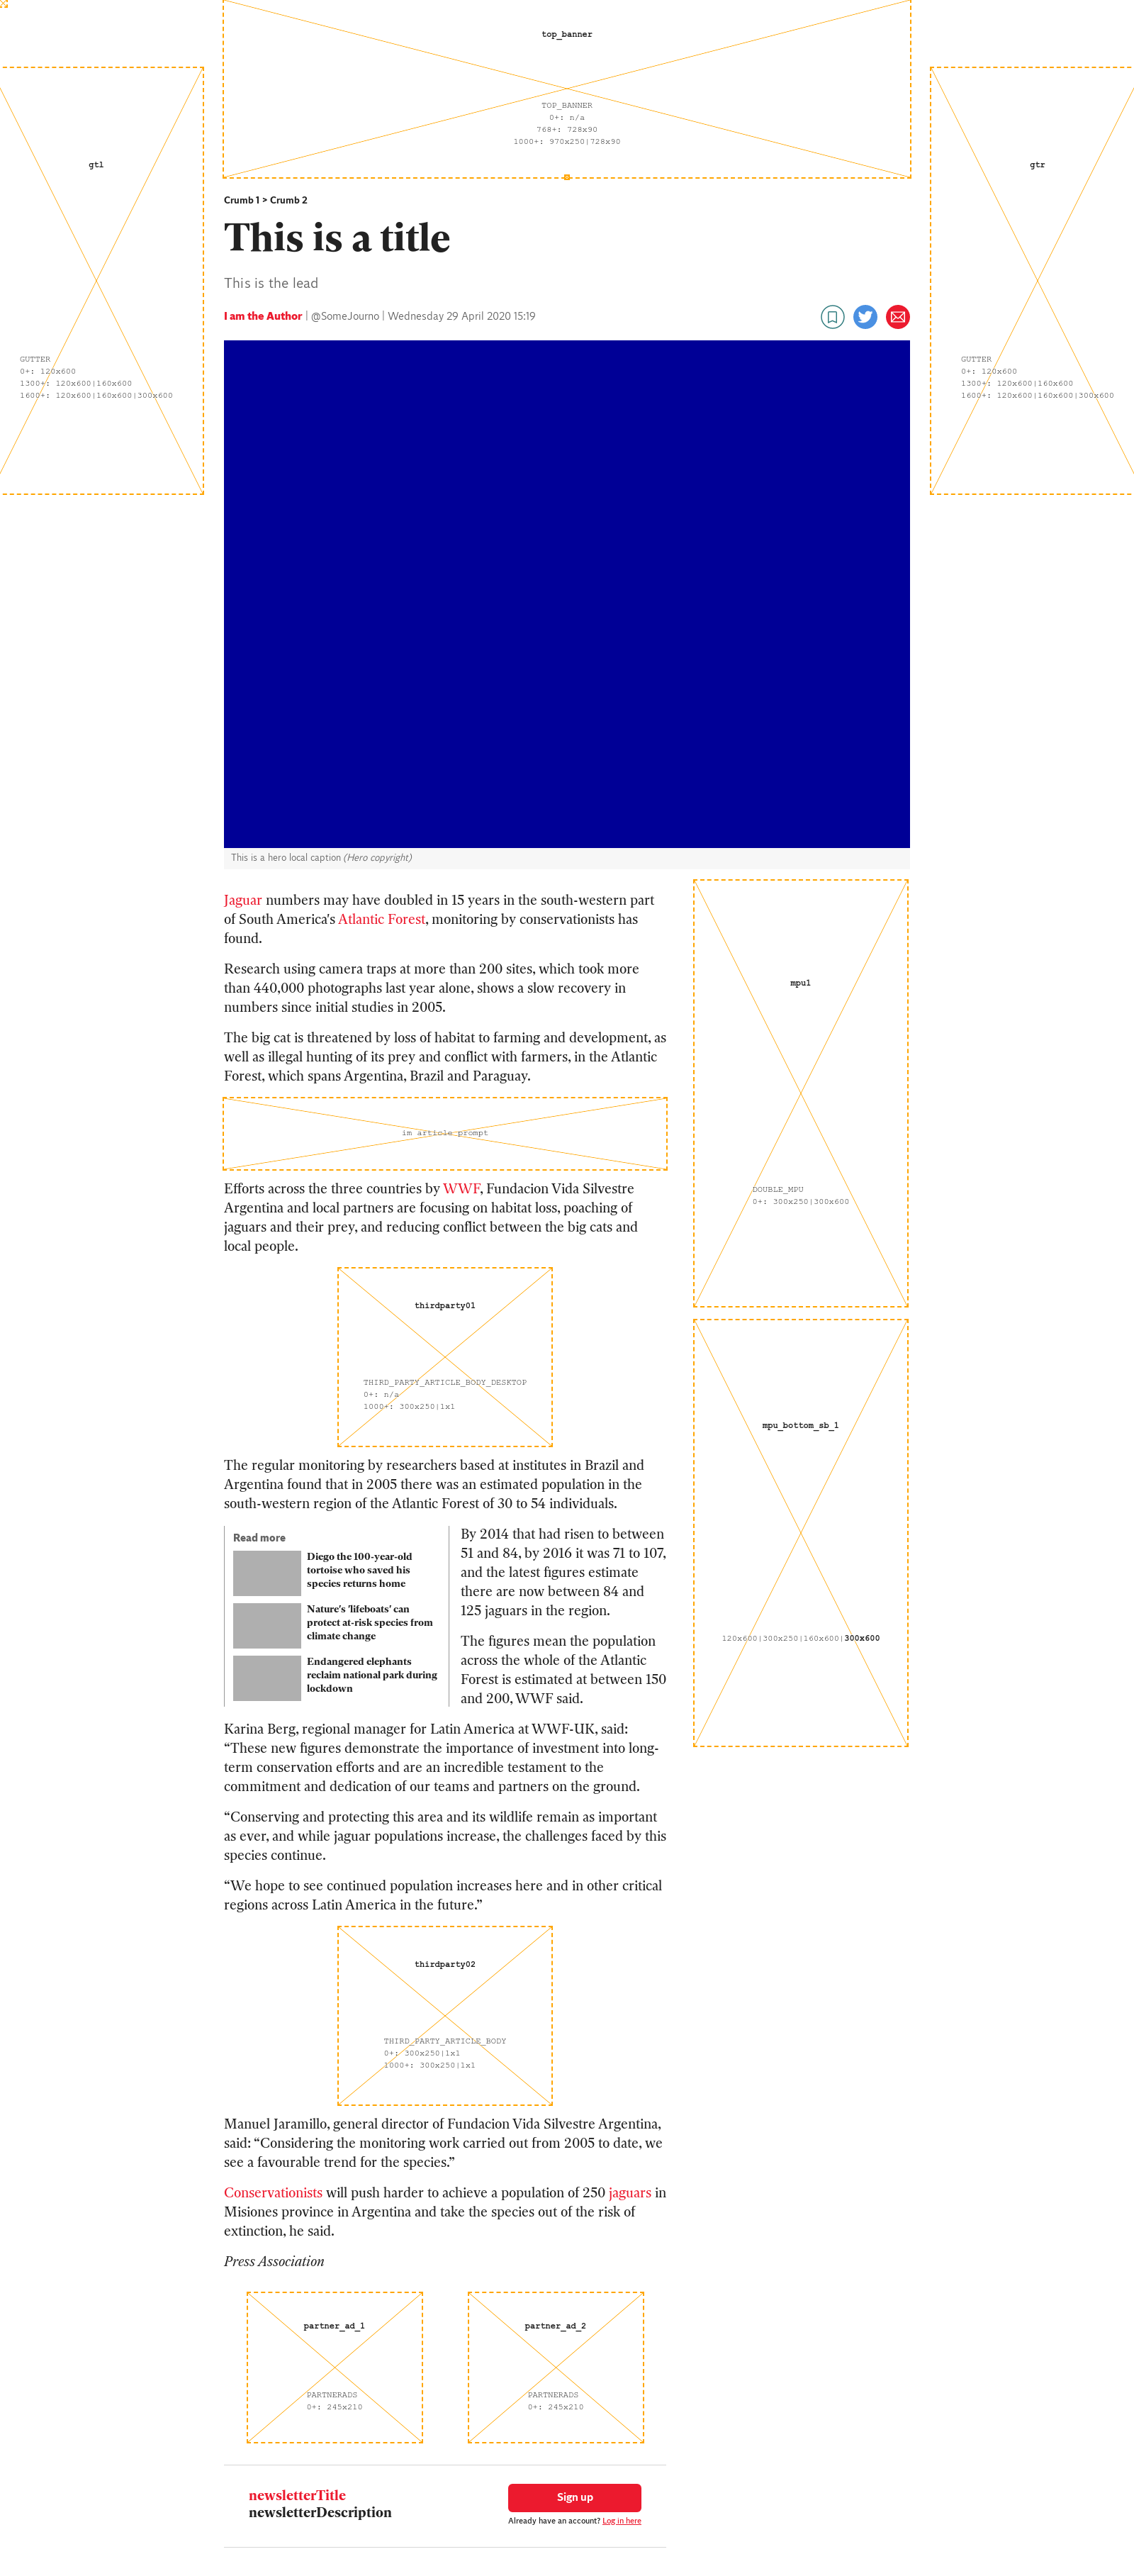 top_banner
TOP_BANNER
0+: n/a
768+: 728x90
1000+: 970x250|728x90
gtl
GUTTER
0+: 120x600
1300+: 120x600|160x600
1600+: 120x600|160x600|300x600
gtr
GUTTER
0+: 120x600
1300+: 120x600|160x600
1600+: 120x600|160x600|300x600
Crumb 1 > Crumb 2
This is a title
This is the lead
I am the Author | @SomeJourno | Wednesday 29 April 2020 15:19
This is a hero local caption (Hero copyright)
Jaguar numbers may have doubled in 15 years in the south-western part
of South America's Atlantic Forest, monitoring by conservationists has
found.
Research using camera traps at more than 200 sites, which took more
than 440,000 photographs last year alone, shows a slow recovery in
numbers since initial studies in 2005.
The big cat is threatened by loss of habitat to farming and development, as
well as illegal hunting of its prey and conflict with farmers, in the Atlantic
Forest, which spans Argentina, Brazil and Paraguay.
im article prompt
Efforts across the three countries by WWF, Fundacion Vida Silvestre
Argentina and local partners are focusing on habitat loss, poaching of
jaguars and their prey, and reducing conflict between the big cats and
local people.
thirdparty01
THIRD_PARTY_ARTICLE_BODY_DESKTOP
0+: n/a
1000+: 300x250|1x1
The regular monitoring by researchers based at institutes in Brazil and
Argentina found that in 2005 there was an estimated population in the
south-western region of the Atlantic Forest of 30 to 54 individuals.
Read more
Diego the 100-year-old
tortoise who saved his
species returns home
Nature's 'lifeboats' can
protect at-risk species from
climate change
Endangered elephants
reclaim national park during
lockdown
By 2014 that had risen to between
51 and 84, by 2016 it was 71 to 107,
and the latest figures estimate
there are now between 84 and
125 jaguars in the region.
The figures mean the population
across the whole of the Atlantic
Forest is estimated at between 150
and 200, WWF said.
Karina Berg, regional manager for Latin America at WWF-UK, said:
“These new figures demonstrate the importance of investment into long-
term conservation efforts and are an incredible testament to the
commitment and dedication of our teams and partners on the ground.
“Conserving and protecting this area and its wildlife remain as important
as ever, and while jaguar populations increase, the challenges faced by this
species continue.
“We hope to see continued population increases here and in other critical
regions across Latin America in the future.”
thirdparty02
THIRD_PARTY_ARTICLE_BODY
0+: 300x250|1x1
1000+: 300x250|1x1
Manuel Jaramillo, general director of Fundacion Vida Silvestre Argentina,
said: “Considering the monitoring work carried out from 2005 to date, we
see a favourable trend for the species.”
Conservationists will push harder to achieve a population of 250 jaguars in
Misiones province in Argentina and take the species out of the risk of
extinction, he said.
Press Association
partner_ad_1
PARTNERADS
0+: 245x210
partner_ad_2
PARTNERADS
0+: 245x210
newsletterTitle
newsletterDescription
Sign up
Already have an account? Log in here
mpu1
DOUBLE_MPU
0+: 300x250|300x600
mpu_bottom_sb_1
120x600|300x250|160x600|300x600